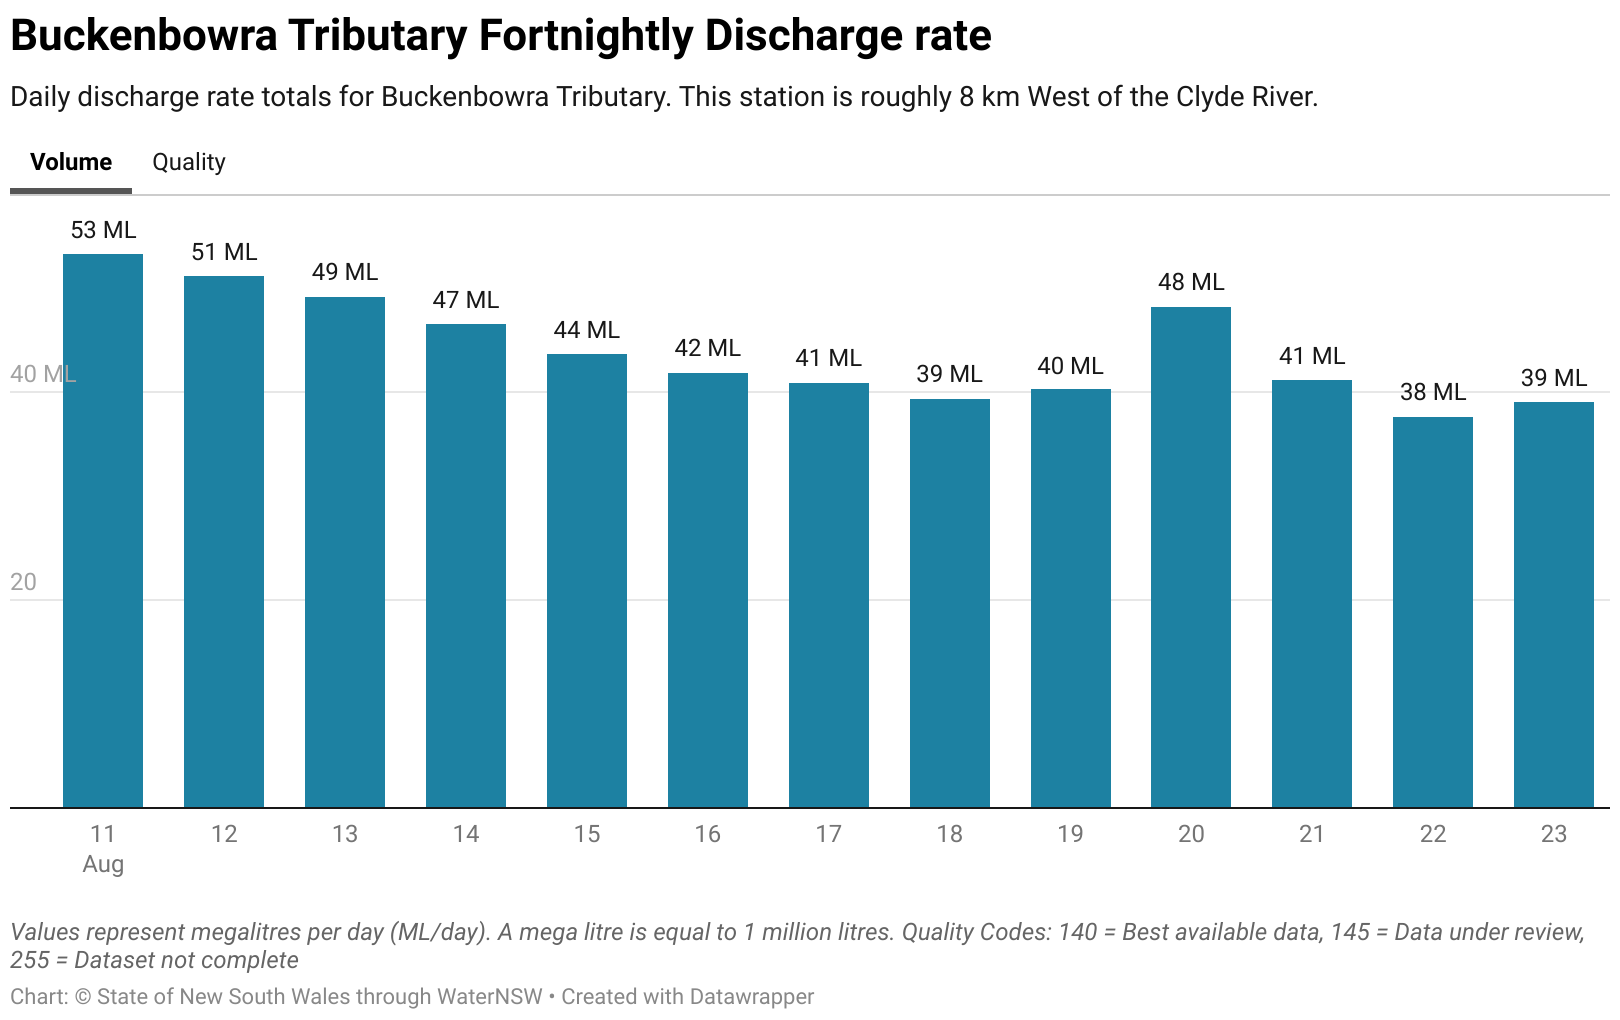 Buckenbowra Tributary Fortnightly Discharge rate
Daily discharge rate totals for Buckenbowra Tributary. This station is roughly 8 km West of the Clyde River.
Volume Quality
53 ML
51 ML
49 ML
47 ML
44 ML
42 ML
41 ML
39 ML
40 ML
48 ML
41 ML
38 ML
39 ML
40 ML
20
11 12 13 14 15 16 17 18 19 20 21 22 23
Aug
Values represent megalitres per day (ML/day). A mega litre is equal to 1 million litres. Quality Codes: 140 = Best available data, 145 = Data under review,
255 = Dataset not complete
Chart: © State of New South Wales through WaterNSW • Created with Datawrapper